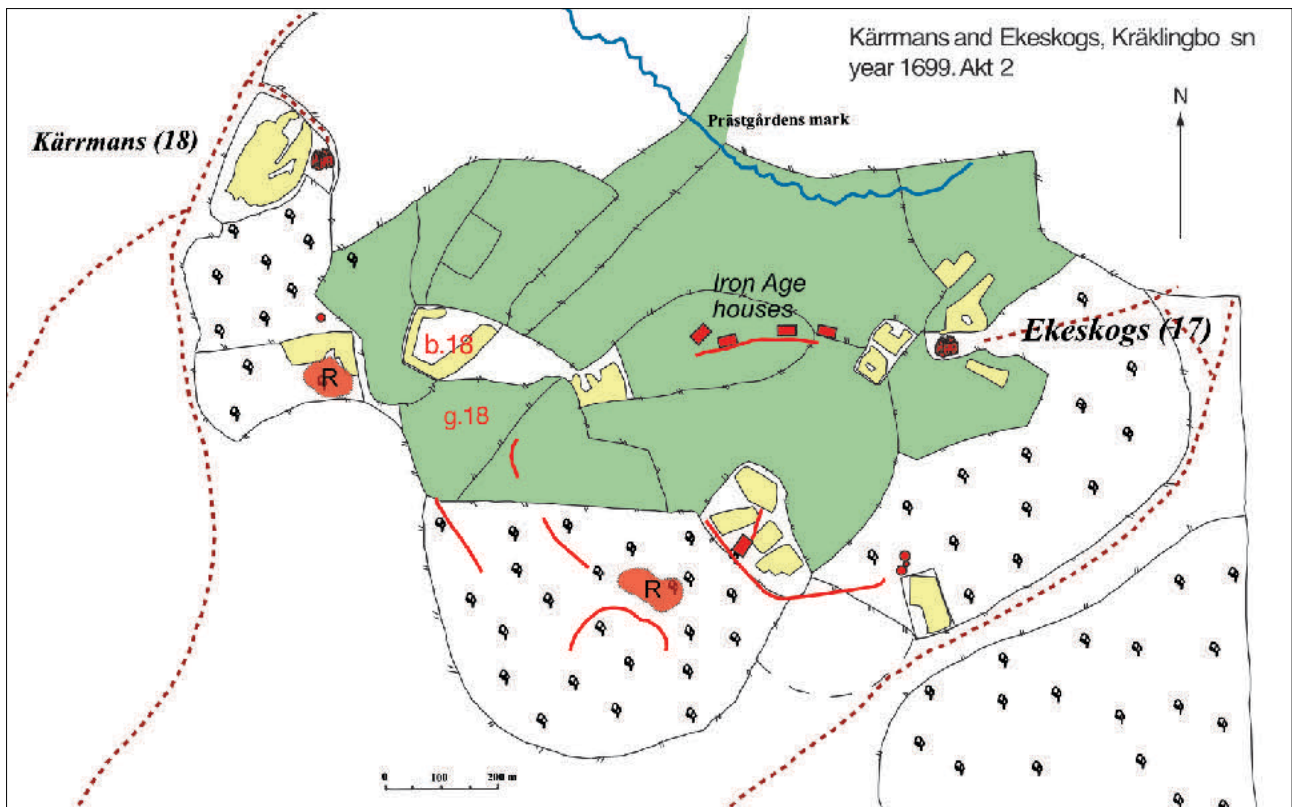 Kärrmans and Ekeskogs, Kräklingbo sn
year 1699. Akt 2
N
Prästgårdens mark
Kärrmans (18)
Iron Age
houses
Ekeskogs (17)
b.18
R
g.18
R
0 100 200 m